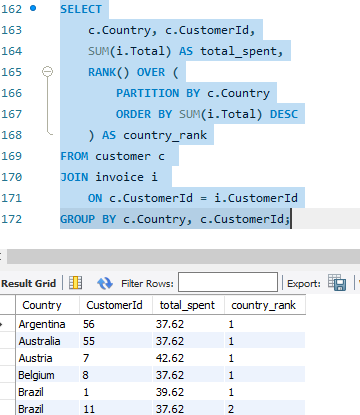 162 SELECT
163 c.Country, c.CustomerId,
164 SUM(i.Total) AS total_spent,
165 RANK() OVER (
166 PARTITION BY c.Country
167 ORDER BY SUM(i.Total) DESC
168 ) AS country_rank
169 FROM customer c
170 JOIN invoice i
171 ON c.CustomerId = i.CustomerId
172 GROUP BY c.Country, c.CustomerId;
Result Grid Filter Rows: Export:
Country CustomerId total_spent country_rank
Argentina 56 37.62 1
Australia 55 37.62 1
Austria 7 42.62 1
Belgium 8 37.62 1
Brazil 1 39.62 1
Brazil 11 37.62 2